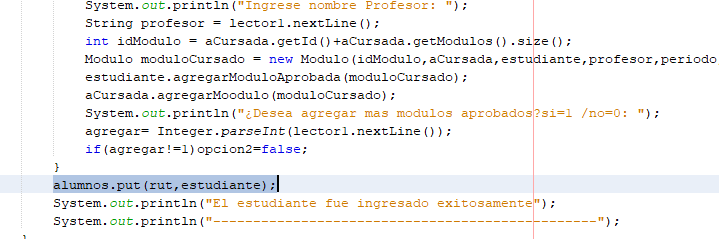 System.out.println("Ingrese nombre Profesor: ");
String profesor = lector1.nextLine();
int idModulo = aCursada.getId()+aCursada.getModulos().size();
Modulo moduloCursado = new Modulo(idModulo,aCursada,estudiante,profesor,periodo
estudiante.agregarModuloAprobada(moduloCursado);
aCursada.agregarMoodulo(moduloCursado);
System.out.println("¿Desea agregar mas modulos aprobados?si=1 /no=0: ");
agregar= Integer.parseInt(lector1.nextLine());
if(agregar!=1)opcion2=false;
}
alumnos.put(rut,estudiante);
System.out.println("El estudiante fue ingresado exitosamente");
System.out.println("------------------------------------------------");
}